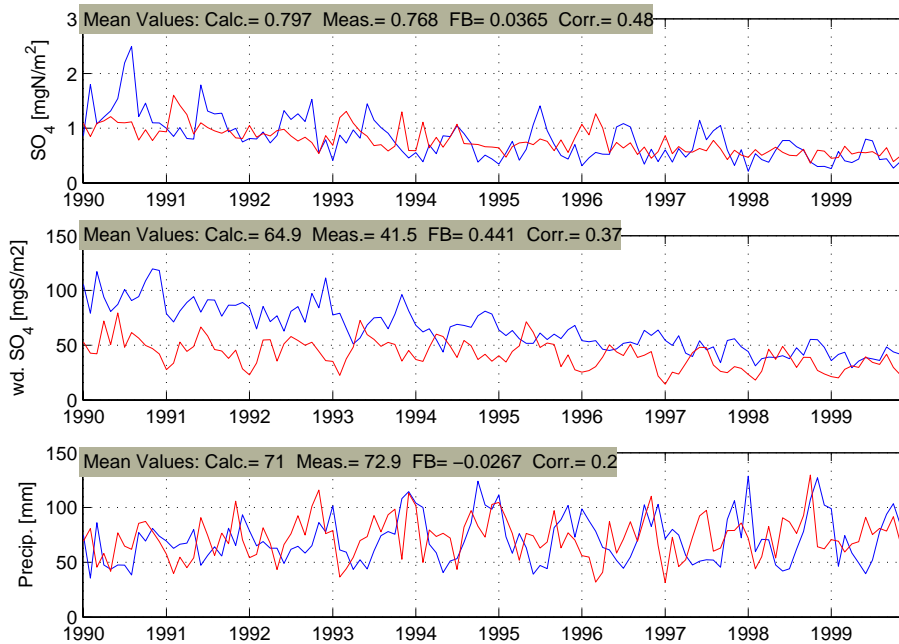 Mean Values: Calc.= 0.797 Meas.= 0.768 FB= 0.0365 Corr.= 0.48
SO4 [mgN/m2]
3
2
1
0
1990 1991 1992 1993 1994 1995 1996 1997 1998 1999
Mean Values: Calc.= 64.9 Meas.= 41.5 FB= 0.441 Corr.= 0.37
wd. SO4 [mgS/m2]
150
100
50
0
1990 1991 1992 1993 1994 1995 1996 1997 1998 1999
Mean Values: Calc.= 71 Meas.= 72.9 FB= −0.0267 Corr.= 0.2
Precip. [mm]
150
100
50
0
1990 1991 1992 1993 1994 1995 1996 1997 1998 1999